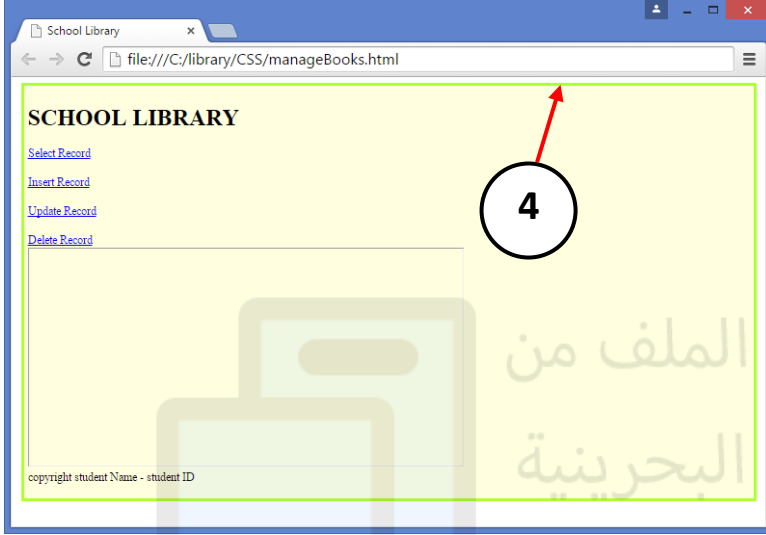 School Library
file:///C:/library/CSS/manageBooks.html
SCHOOL LIBRARY
Select Record
4
Insert Record
Update Record
Delete Record
الملف من
البحرينية
copyright student Name - student ID